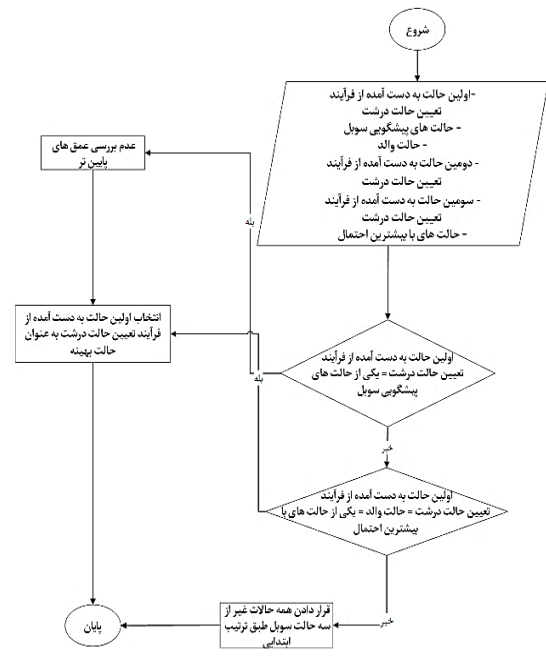 شروع
-اولین حالت به دست آمده از فرآیند
تعیین حالت درشت
- حالت های پیشگویی سوبل
- حالت والد
- دومین حالت به دست آمده از فرآیند
تعیین حالت درشت
- سومین حالت به دست آمده از فرآیند
تعیین حالت درشت
- حالت های با بیشترین احتمال
عدم بررسی عمق های
پایین تر
بله
انتخاب اولین حالت به دست آمده از
فرآیند تعیین حالت درشت به عنوان
حالت بهینه
اولین حالت به دست آمده از فرآیند
تعیین حالت درشت = یکی از حالت های
پیشگویی سوبل
بله
خیر
اولین حالت به دست آمده از فرآیند
تعیین حالت درشت = حالت والد = یکی از حالت های با
بیشترین احتمال
خیر
قرار دادن همه حالات غیر از
سه حالت سوبل طبق ترتیب
ابتدایی
پایان